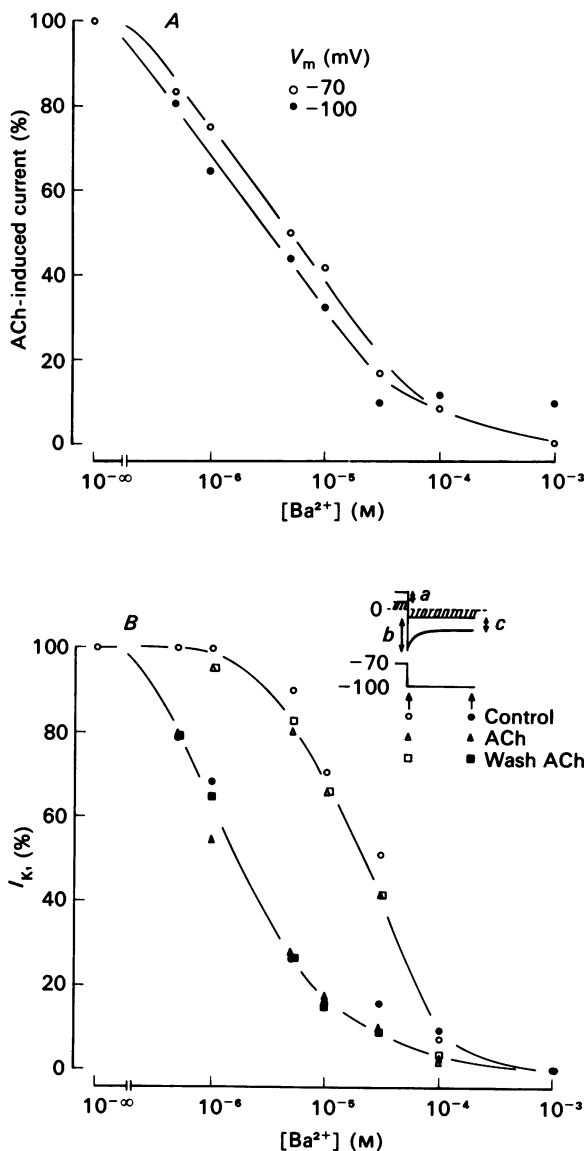 A
V_m (mV)
○ −70
● −100
100
80
60
40
20
0
ACh-induced current (%)
10⁻∞ 10⁻⁶ 10⁻⁵ 10⁻⁴ 10⁻³
[Ba²⁺] (M)
B
a
0
b
c
−70
−100
○ ● Control
△ ▲ ACh
□ ■ Wash ACh
100
80
60
40
20
0
I_K₁ (%)
10⁻∞ 10⁻⁶ 10⁻⁵ 10⁻⁴ 10⁻³
[Ba²⁺] (M)